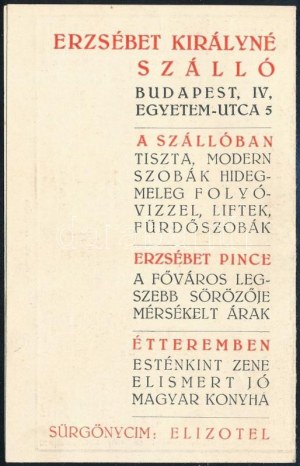 ERZSÉBET KIRÁLYNÉ
SZÁLLÓ
BUDAPEST, IV.
EGYETEM-UTCA 5
A SZÁLLÓBAN
TISZTA, MODERN
SZOBÁK HIDEG-
MELEG FOLYÓ-
VIZZEL, LIFTEK,
FÜRDŐSZOBÁK
ERZSÉBET PINCE
A FŐVÁROS LEG-
SZEBB SÖRÖZŐJE
MÉRSÉKELT ÁRAK
ÉTTEREMBEN
ESTÉNKINT ZENE
ELISMERT JÓ
MAGYAR KONYHA
SÜRGÖNYCIM: ELIZOTEL